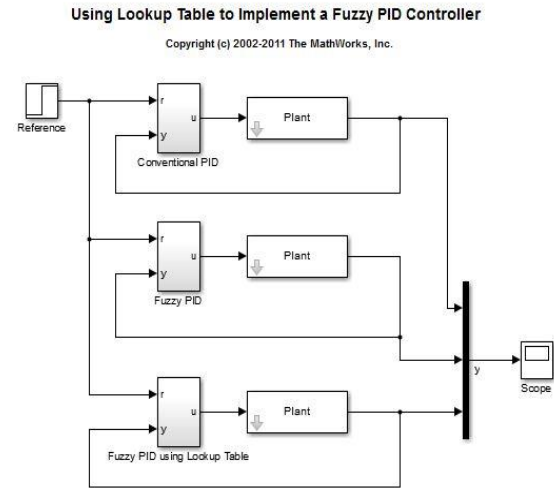 Using Lookup Table to Implement a Fuzzy PID Controller
Copyright (c) 2002-2011 The MathWorks, Inc.
Reference
r
y
u
Conventional PID
Plant
r
y
u
Fuzzy PID
Plant
y
Scope
r
y
u
Fuzzy PID using Lookup Table
Plant